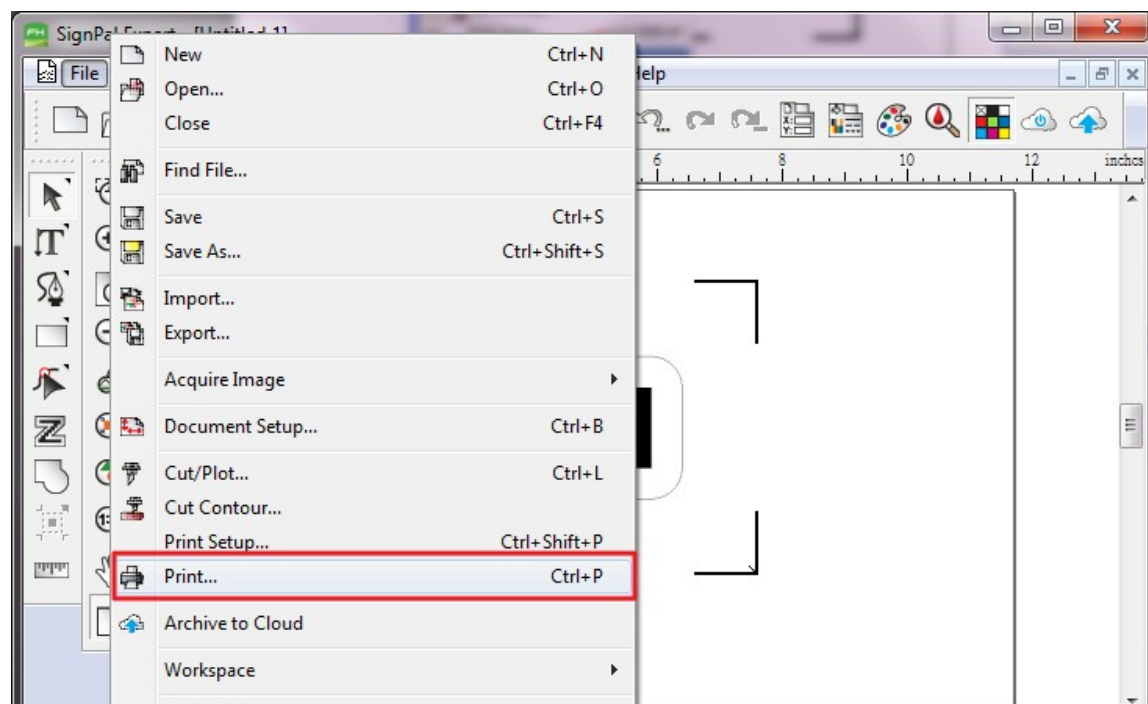 SignPal
File
Help
New Ctrl+N
Open... Ctrl+O
Close Ctrl+F4
Find File...
Save Ctrl+S
Save As... Ctrl+Shift+S
Import...
Export...
Acquire Image
Document Setup... Ctrl+B
Cut/Plot... Ctrl+L
Cut Contour...
Print Setup... Ctrl+Shift+P
Print... Ctrl+P
Archive to Cloud
Workspace
6 8 10 12 inches